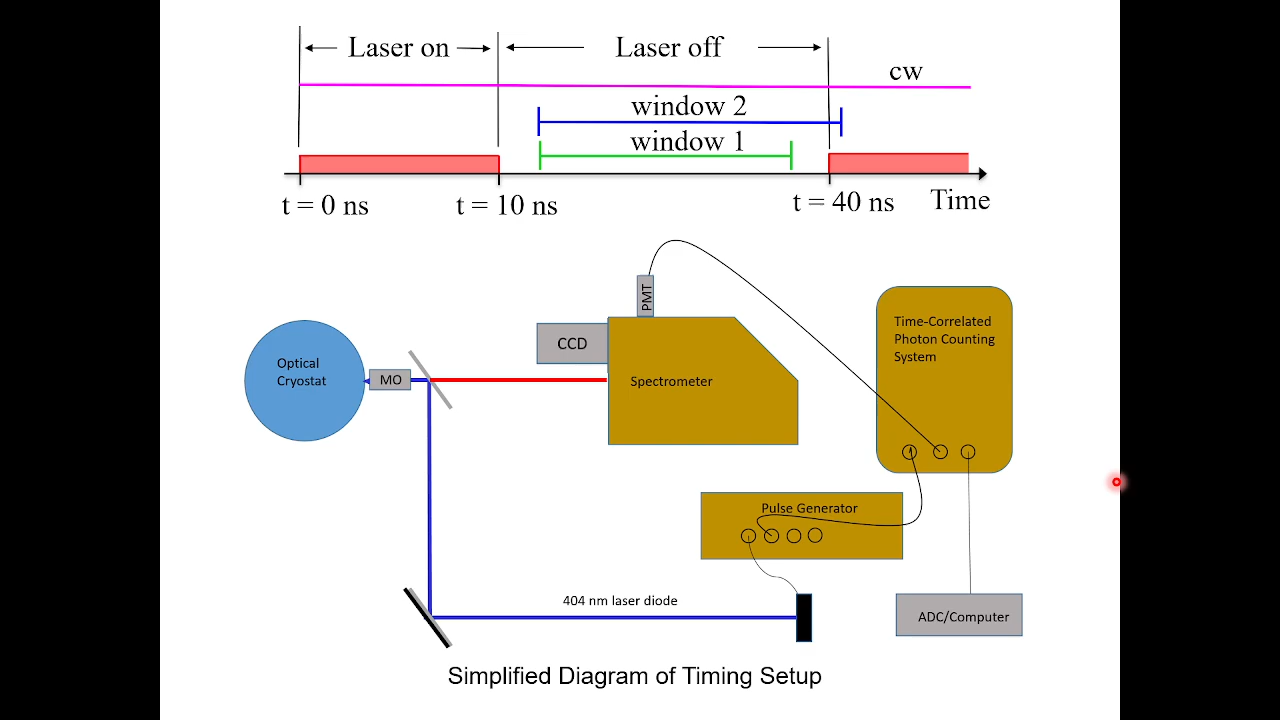 Laser on
Laser off
cw
window 2
window 1
t = 0 ns
t = 10 ns
t = 40 ns
Time
PMT
CCD
Time-Correlated
Photon Counting
System
Optical
Cryostat
MO
Spectrometer
Pulse Generator
404 nm laser diode
ADC/Computer
Simplified Diagram of Timing Setup